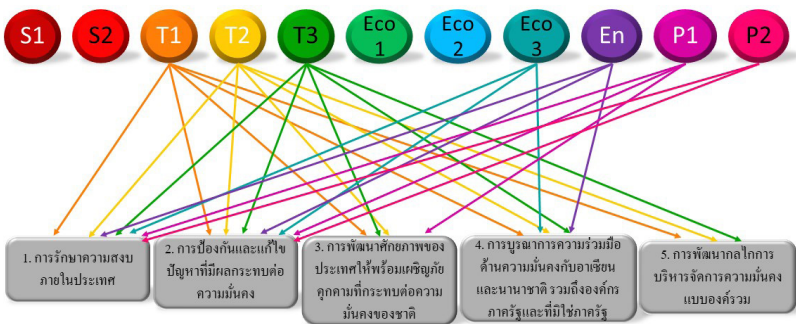 S1
S2
T1
T2
T3
Eco
1
Eco
2
Eco
3
En
P1
P2
1. การรักษาความสงบ
ภายในประเทศ
2. การป้องกันและแก้ไข
ปัญหาที่มีผลกระทบต่อ
ความมั่นคง
3. การพัฒนาศักยภาพของ
ประเทศให้พร้อมเผชิญภัย
คุกคามที่กระทบต่อความ
มั่นคงของชาติ
4. การบูรณาการความร่วมมือ
ด้านความมั่นคงกับอาเซียน
และนานาชาติ รวมถึงองค์กร
ภาครัฐและที่มิใช่ภาครัฐ
5. การพัฒนากลไกการ
บริหารจัดการความมั่นคง
แบบองค์รวม